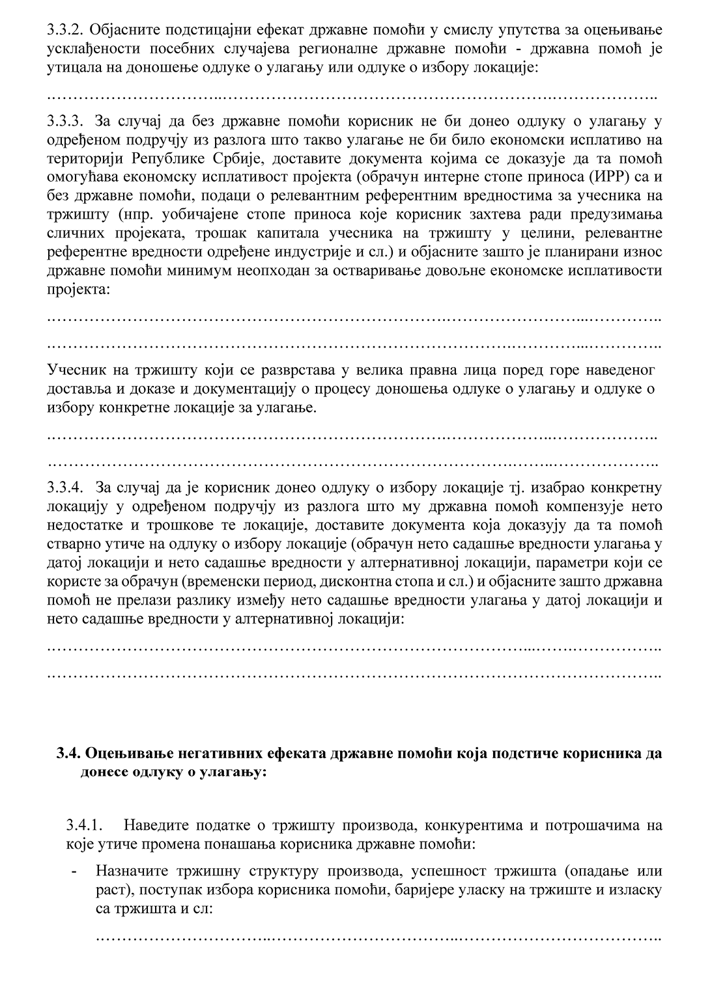 3.3.2. Објасните подстицајни ефекат државне помоћи у смислу упутства за оцењивање
усклађености посебних случајева регионалне државне помоћи - државна помоћ је
утицала на доношење одлуке о улагању или одлуке о избору локације:
……………………………..………………………………………………………….………………..
3.3.3. За случај да без државне помоћи корисник не би донео одлуку о улагању у
одређеном подручју из разлога што такво улагање не би било економски исплативо на
територији Републике Србије, доставите документа којима се доказује да та помоћ
омогућава економску исплативост пројекта (обрачун интерне стопе приноса (ИРР) са и
без државне помоћи, подаци о релевантним референтним вредностима за учесника на
тржишту (нпр. уобичајене стопе приноса које корисник захтева ради предузимања
сличних пројеката, трошак капитала учесника на тржишту у целини, релевантне
референтне вредности одређене индустрије и сл.) и објасните зашто је планирани износ
државне помоћи минимум неопходан за остваривање довољне економске исплативости
пројекта:
…………………………………………………………………….……………………...…………..
……………………………………………………………………………….…………...…………..
Учесник на тржишту који се разврстава у велика правна лица поред горе наведеног
доставља и доказе и документацију о процесу доношења одлуке о улагању и одлуке о
избору конкретне локације за улагање.
…………………………………………………………………….………………..………………..
……………………………………………………………………………….……..………………..
3.3.4. За случај да је корисник донео одлуку о избору локације тј. изабрао конкретну
локацију у одређеном подручју из разлога што му државна помоћ компензује нето
недостатке и трошкове те локације, доставите документа која доказују да та помоћ
стварно утиче на одлуку о избору локације (обрачун нето садашње вредности улагања у
датој локацији и нето садашње вредности у алтернативној локацији, параметри који се
користе за обрачун (временски период, дисконтна стопа и сл.) и објасните зашто државна
помоћ не прелази разлику између нето садашње вредности улагања у датој локацији и
нето садашње вредности у алтернативној локацији:
…………………………………………………………………………………...…….……………..
…………………………………………………………………………………………………………..
3.4. Оцењивање негативних ефеката државне помоћи која подстиче корисника да
донесе одлуку о улагању:
3.4.1. Наведите податке о тржишту производа, конкурентима и потрошачима на
које утиче промена понашања корисника државне помоћи:
- Назначите тржишну структуру производа, успешност тржишта (опадање или
раст), поступак избора корисника помоћи, баријере уласку на тржиште и изласку
са тржишта и сл:
……………………………..………………………………..…………………………………..